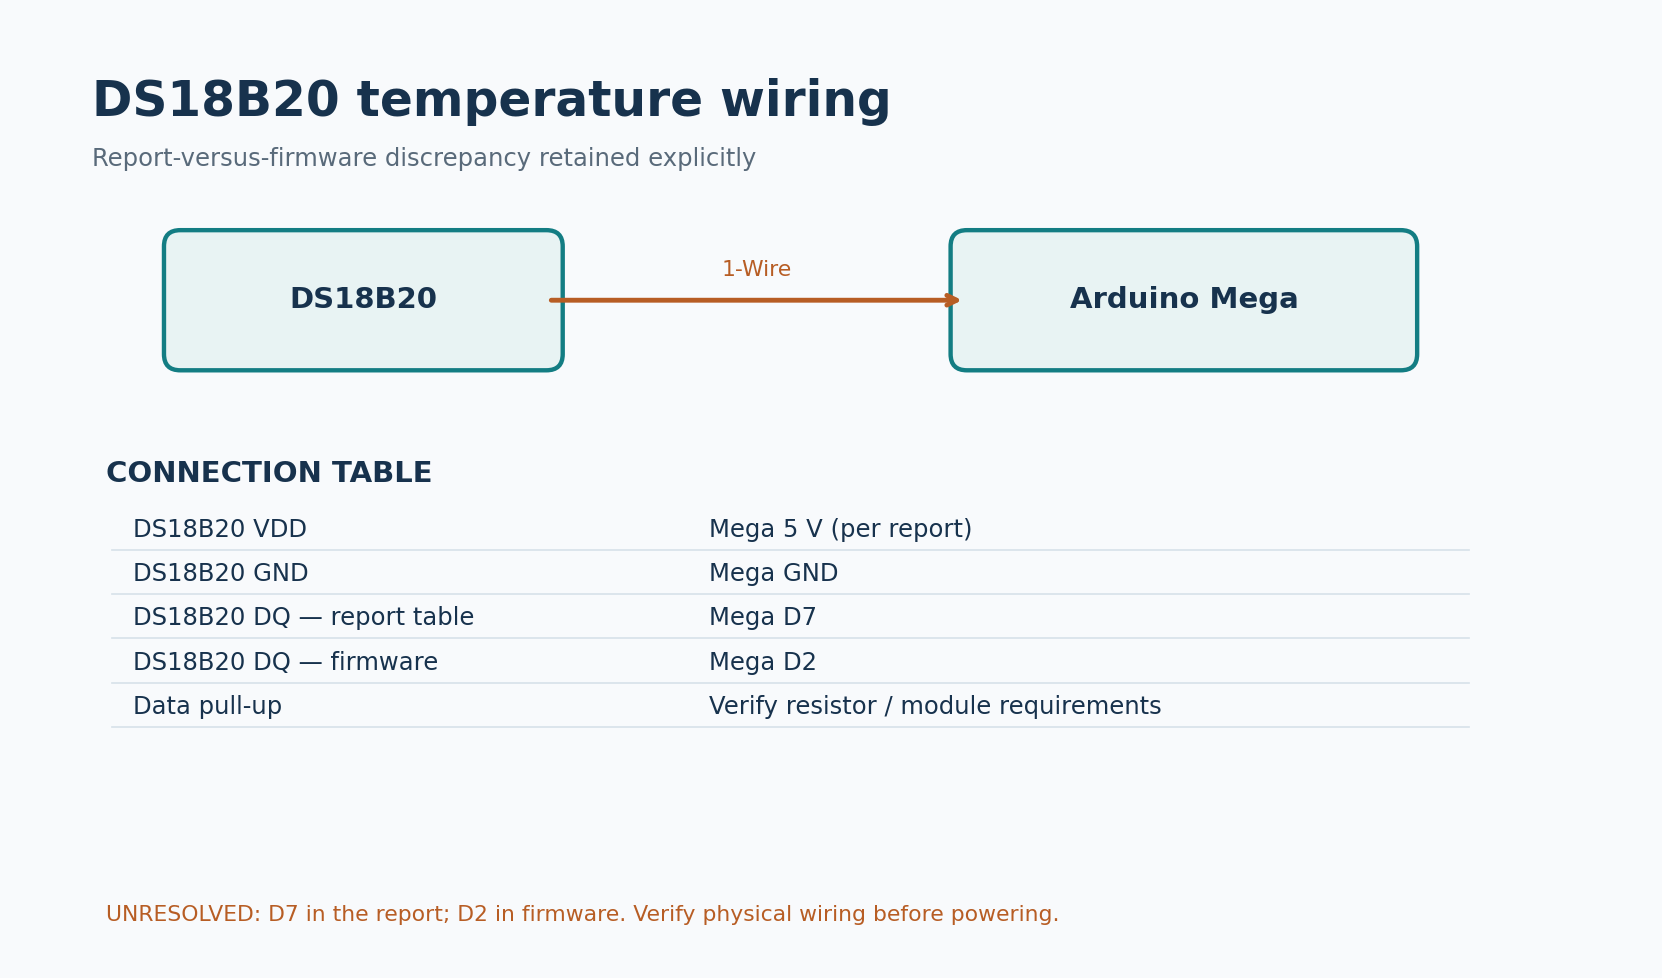 DS18B20 temperature wiring
Report-versus-firmware discrepancy retained explicitly
1-Wire
DS18B20
Arduino Mega
CONNECTION TABLE
DS18B20 VDD Mega 5 V (per report)
DS18B20 GND Mega GND
DS18B20 DQ — report table Mega D7
DS18B20 DQ — firmware Mega D2
Data pull-up Verify resistor / module requirements
UNRESOLVED: D7 in the report; D2 in firmware. Verify physical wiring before powering.